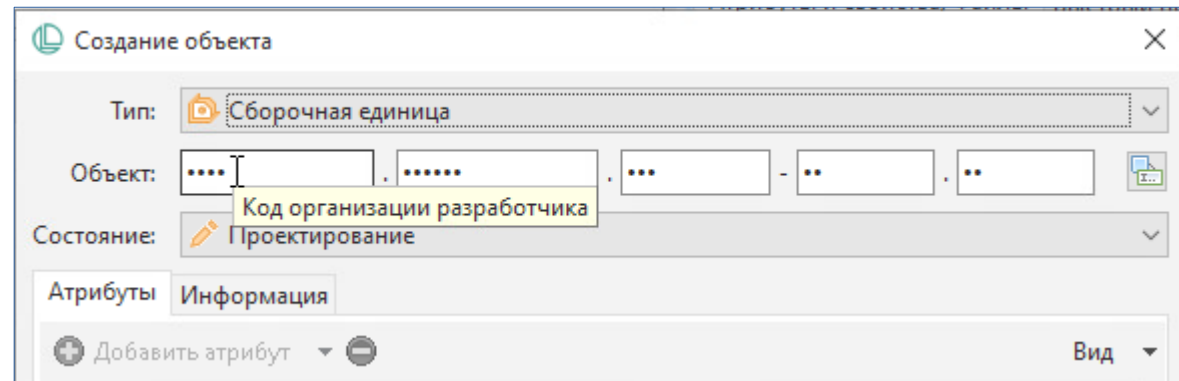 Создание объекта
Тип: Сборочная единица
Объект: •••• . •••••• . ••• - •• . ••
Код организации разработчика
Состояние: Проектирование
Атрибуты Информация
Добавить атрибут Вид